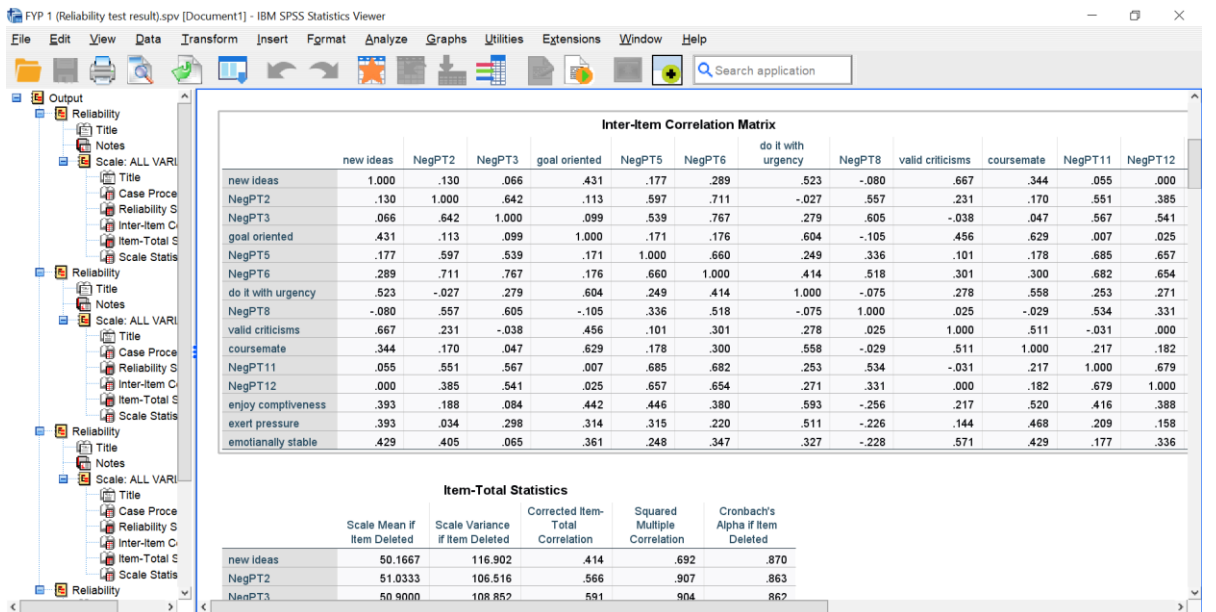 FYP 1 (Reliability test result).spv [Document1] - IBM SPSS Statistics Viewer
File Edit View Data Transform Insert Format Analyze Graphs Utilities Extensions Window Help
Search application
Output
Reliability
Title
Notes
Scale: ALL VARI
Title
Case Proce
Reliability S
Inter-Item C
Item-Total S
Scale Statis
Reliability
Title
Notes
Scale: ALL VARI
Title
Case Proce
Reliability S
Inter-Item C
Item-Total S
Scale Statis
Reliability
Title
Notes
Scale: ALL VARI
Title
Case Proce
Reliability S
Inter-Item C
Item-Total S
Scale Statis
Reliability
Inter-Item Correlation Matrix
new ideas NegPT2 NegPT3 goal oriented NegPT5 NegPT6 do it with urgency NegPT8 valid criticisms coursemate NegPT11 NegPT12
new ideas 1.000 .130 .066 .431 .177 .289 .523 -.080 .667 .344 .055 .000
NegPT2 .130 1.000 .642 .113 .597 .711 -.027 .557 .231 .170 .551 .385
NegPT3 .066 .642 1.000 .099 .539 .767 .279 .605 -.038 .047 .567 .541
goal oriented .431 .113 .099 1.000 .171 .176 .604 -.105 .456 .629 .007 .025
NegPT5 .177 .597 .539 .171 1.000 .660 .249 .336 .101 .178 .685 .657
NegPT6 .289 .711 .767 .176 .660 1.000 .414 .518 .301 .300 .682 .654
do it with urgency .523 -.027 .279 .604 .249 .414 1.000 -.075 .278 .558 .253 .271
NegPT8 -.080 .557 .605 -.105 .336 .518 -.075 1.000 .025 -.029 .534 .331
valid criticisms .667 .231 -.038 .456 .101 .301 .278 .025 1.000 .511 -.031 .000
coursemate .344 .170 .047 .629 .178 .300 .558 -.029 .511 1.000 .217 .182
NegPT11 .055 .551 .567 .007 .685 .682 .253 .534 -.031 .217 1.000 .679
NegPT12 .000 .385 .541 .025 .657 .654 .271 .331 .000 .182 .679 1.000
enjoy comptiveness .393 .188 .084 .442 .446 .380 .593 -.256 .217 .520 .416 .388
exert pressure .393 .034 .298 .314 .315 .220 .511 -.226 .144 .468 .209 .158
emotianally stable .429 .405 .065 .361 .248 .347 .327 -.228 .571 .429 .177 .336
Item-Total Statistics
Scale Mean if Item Deleted Scale Variance if Item Deleted Corrected Item-Total Correlation Squared Multiple Correlation Cronbach's Alpha if Item Deleted
new ideas 50.1667 116.902 .414 .692 .870
NegPT2 51.0333 106.516 .566 .907 .863
NegPT3 50.9000 108.852 .591 .904 .862